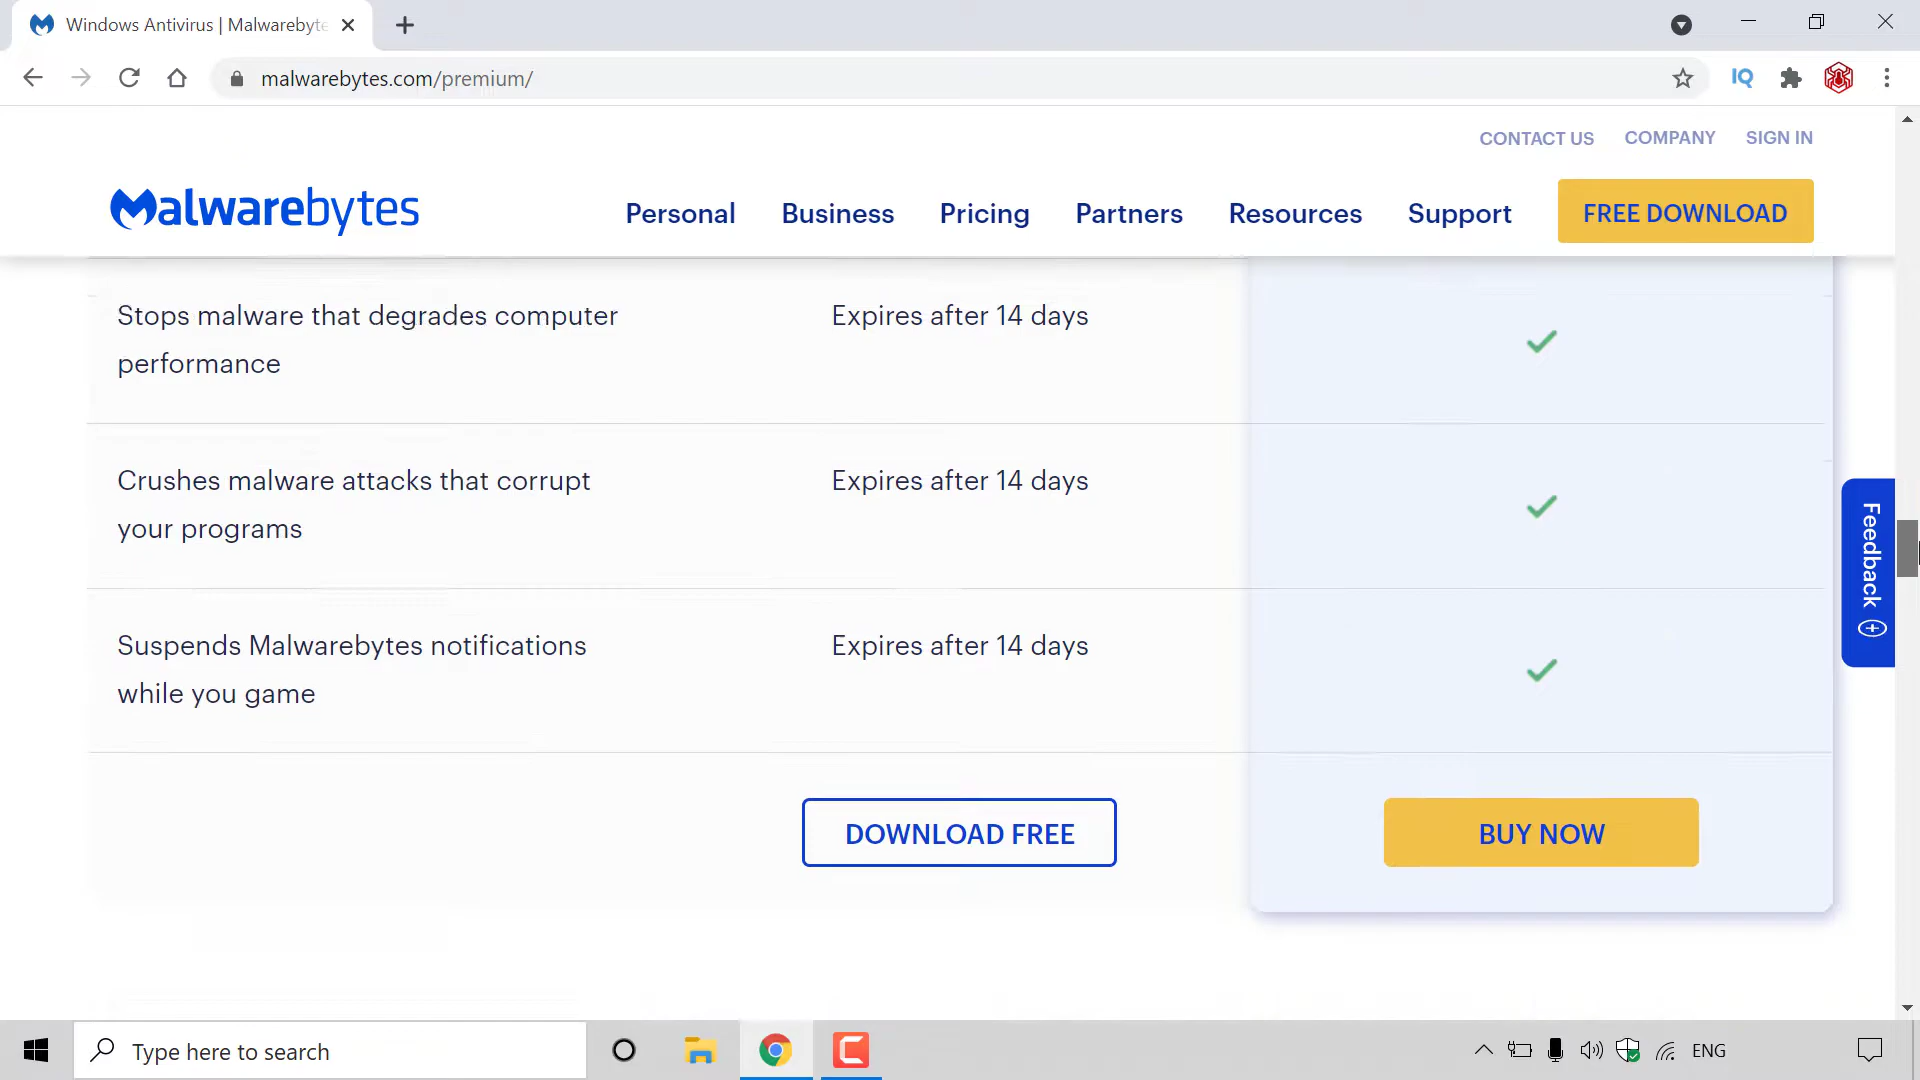 Windows Antivirus | Malwarebyte
malwarebytes.com/premium/
IQ
CONTACT US COMPANY SIGN IN
Malwarebytes
Personal Business Pricing Partners Resources Support FREE DOWNLOAD
Stops malware that degrades computer
performance
Expires after 14 days
Crushes malware attacks that corrupt
your programs
Expires after 14 days
Suspends Malwarebytes notifications
while you game
Expires after 14 days
DOWNLOAD FREE
BUY NOW
Feedback
Type here to search
ENG